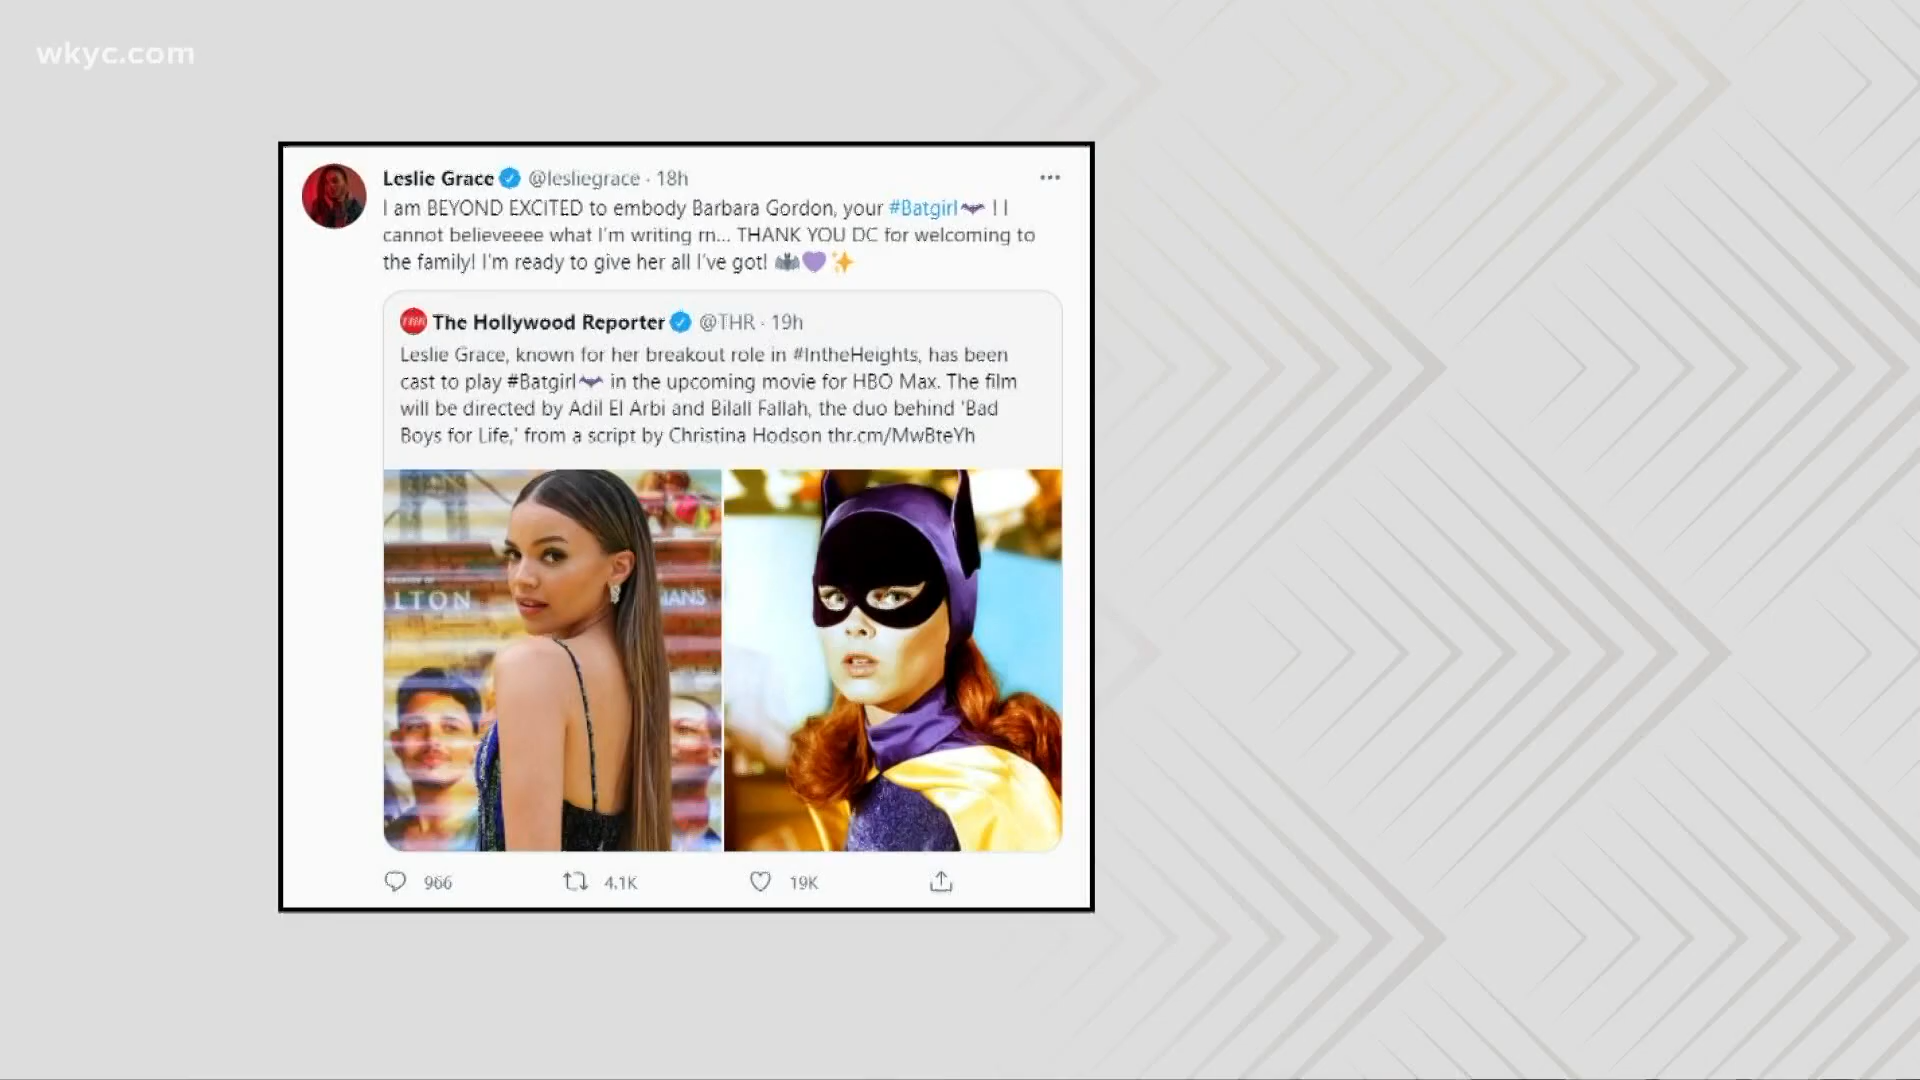 wkyc.com
Leslie Grace @lesliegrace · 18h
I am BEYOND EXCITED to embody Barbara Gordon, your #Batgirl ! I
cannot believeeee what I'm writing rn... THANK YOU DC for welcoming to
the family! I'm ready to give her all I've got!
The Hollywood Reporter @THR · 19h
Leslie Grace, known for her breakout role in #IntheHeights, has been
cast to play #Batgirl in the upcoming movie for HBO Max. The film
will be directed by Adil El Arbi and Bilall Fallah, the duo behind 'Bad
Boys for Life,' from a script by Christina Hodson thr.cm/MwBteYh
LTON
IANS
966 4.1K 19K